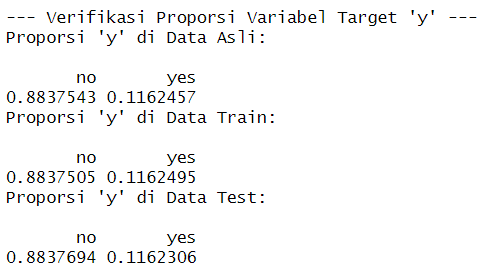 --- Verifikasi Proporsi Variabel Target 'y' ---
Proporsi 'y' di Data Asli:
no yes
0.8837543 0.1162457
Proporsi 'y' di Data Train:
no yes
0.8837505 0.1162495
Proporsi 'y' di Data Test:
no yes
0.8837694 0.1162306